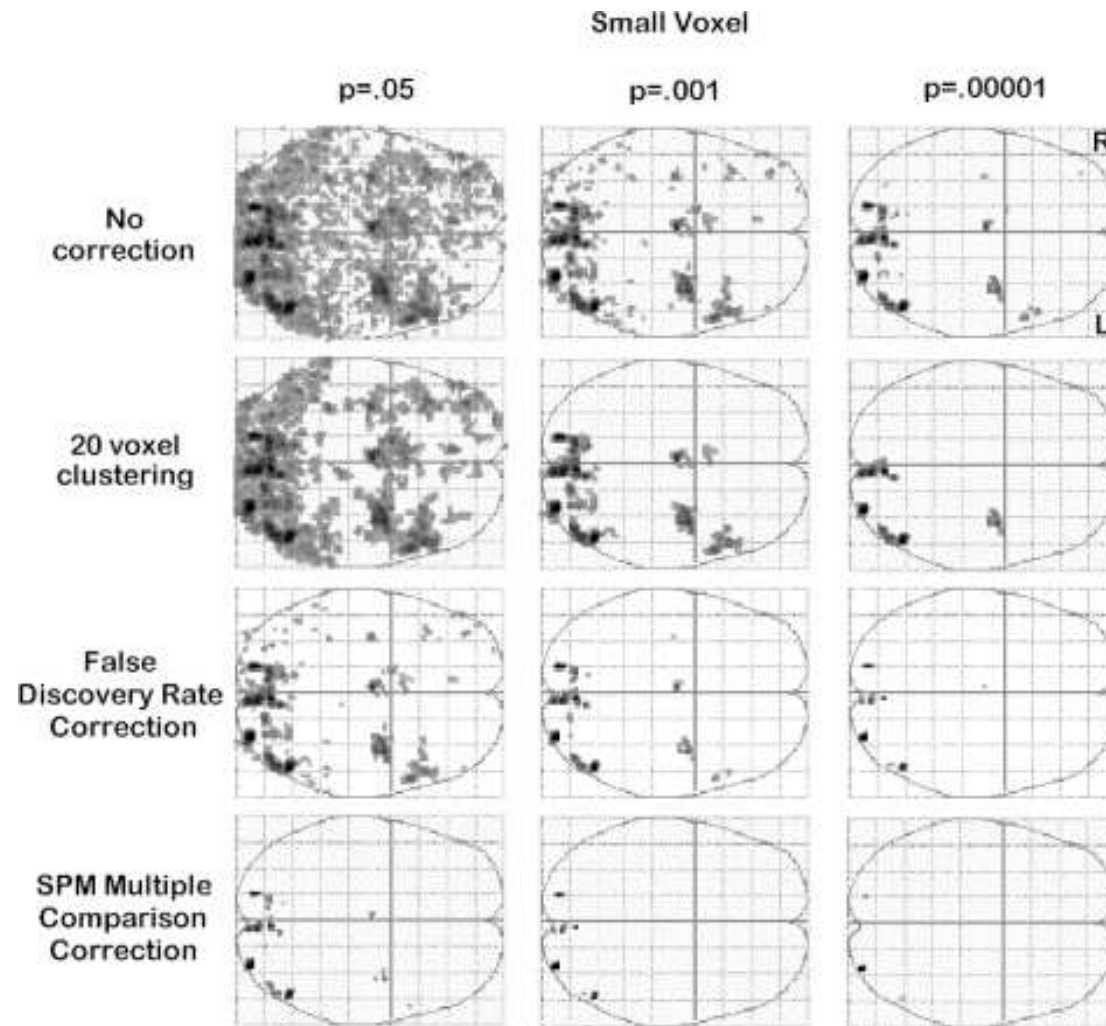 Small Voxel
p=.05 p=.001 p=.00001
R
No
correction
L
20 voxel
clustering
False
Discovery Rate
Correction
SPM Multiple
Comparison
Correction